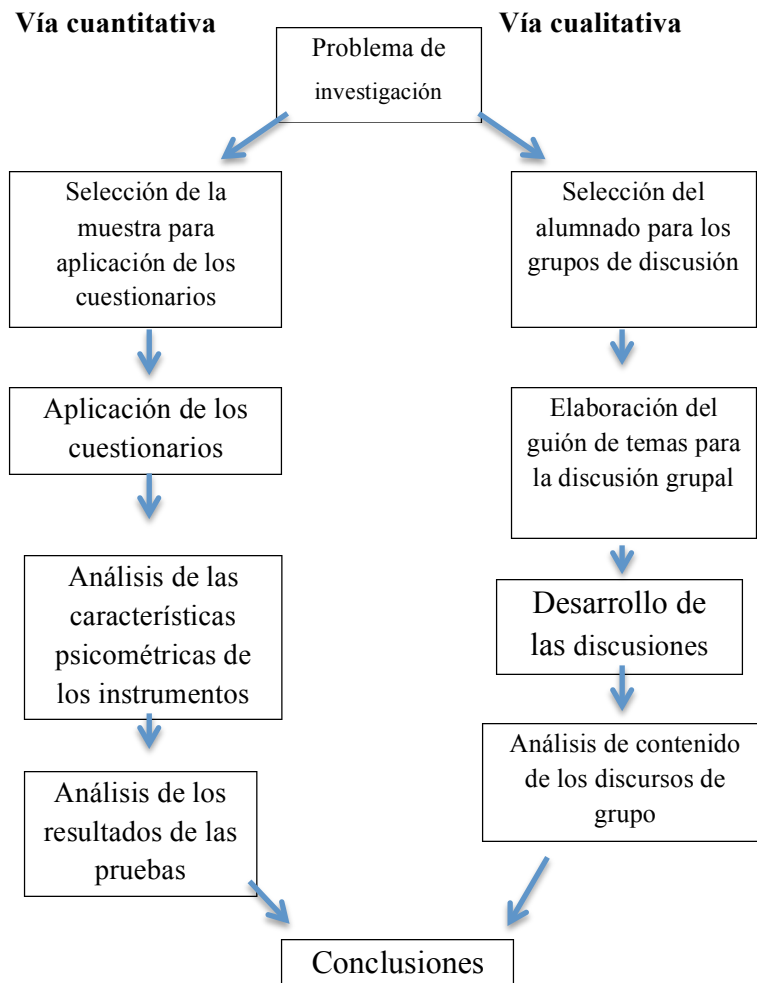 Vía cuantitativa
Vía cualitativa
Problema de
investigación
Selección de la
muestra para
aplicación de los
cuestionarios
Aplicación de los
cuestionarios
Análisis de las
característícas
psicométricas de
los instrumentos
Análisis de los
resultados de las
pruebas
Selección del
alumnado para los
grupos de discusión
Elaboración del
guión de temas para
la discusión grupal
Desarrollo de
las discusiones
Análisis de contenido
de los discursos de
grupo
Conclusiones